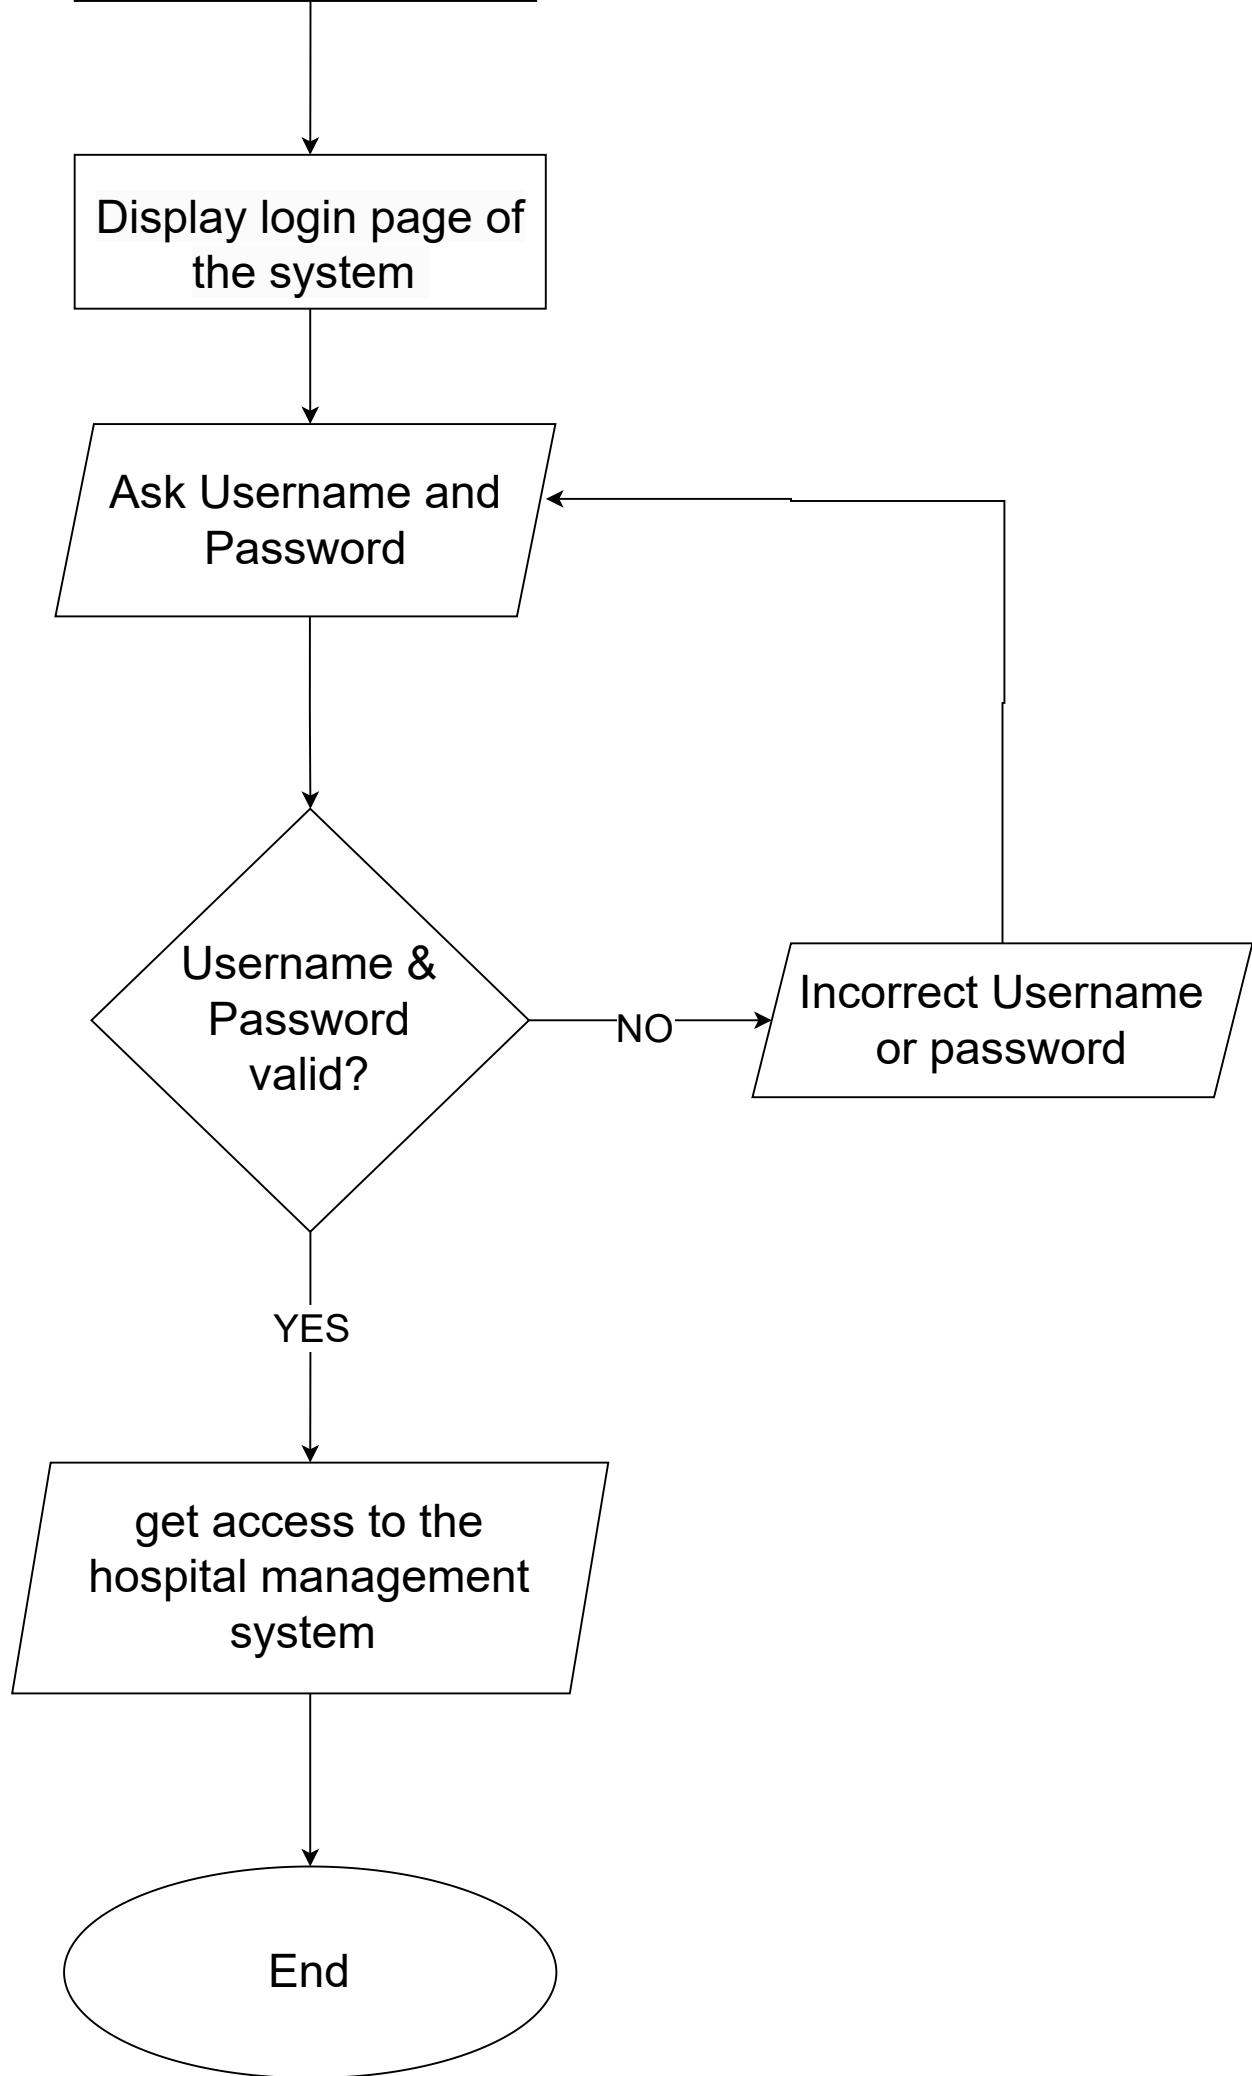 Display login page of
the system
Ask Username and
Password
Username &
Password
valid?
NO
Incorrect Username
or password
YES
get access to the
hospital management
system
End